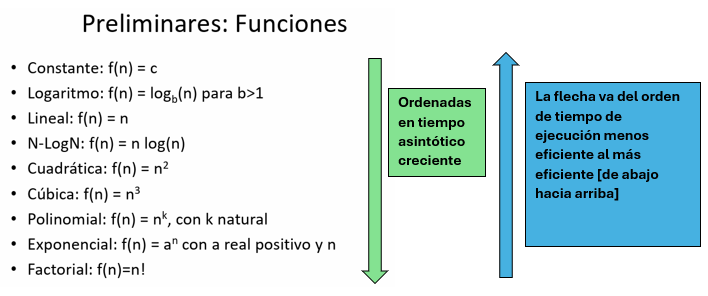 Preliminares: Funciones
• Constante: f(n) = c
• Logaritmo: f(n) = log_b(n) para b>1
• Lineal: f(n) = n
• N-LogN: f(n) = n log(n)
• Cuadrática: f(n) = n²
• Cúbica: f(n) = n³
• Polinomial: f(n) = nᵏ, con k natural
• Exponencial: f(n) = aⁿ con a real positivo y n
• Factorial: f(n)=n!
Ordenadas
en tiempo
asintótico
creciente
La flecha va del orden
de tiempo de
ejecución menos
eficiente al más
eficiente [de abajo
hacia arriba]